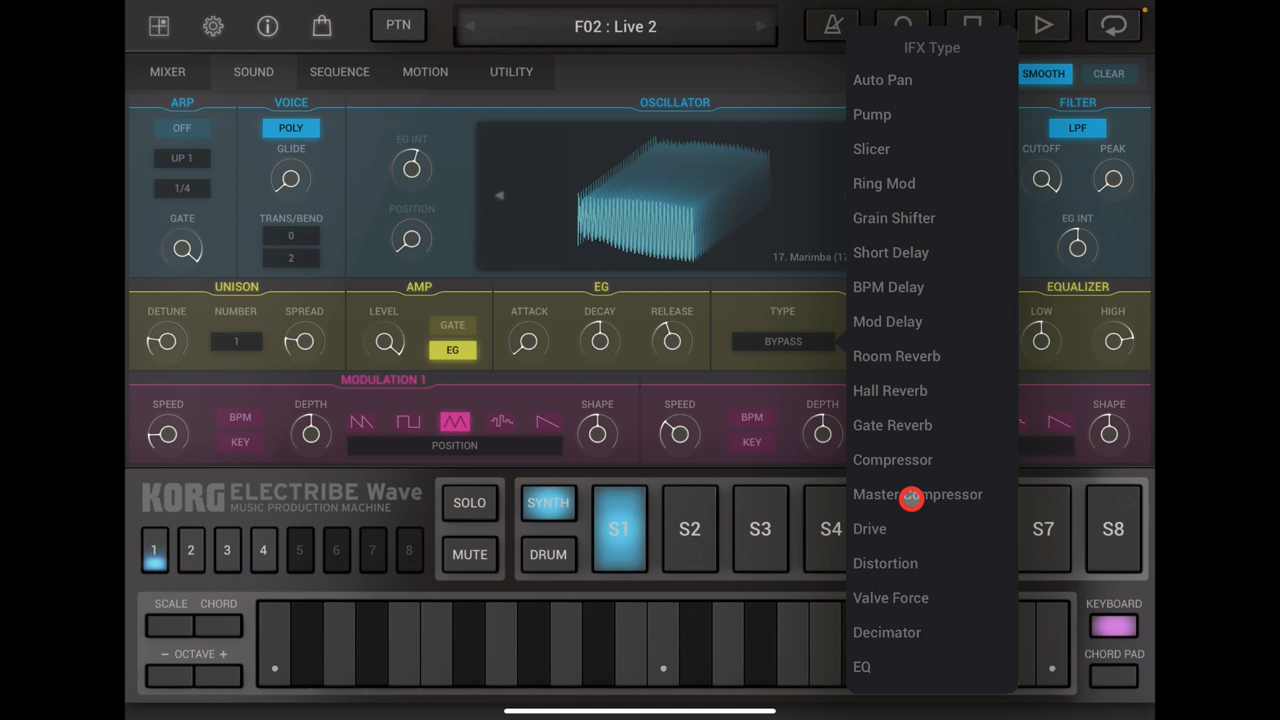 PTN
F02 : Live 2
MIXER
SOUND
SEQUENCE
MOTION
UTILITY
SMOOTH
CLEAR
IFX Type
Auto Pan
Pump
Slicer
Ring Mod
Grain Shifter
Short Delay
BPM Delay
Mod Delay
Room Reverb
Hall Reverb
Gate Reverb
Compressor
Master Compressor
Drive
Distortion
Valve Force
Decimator
EQ
ARP
OFF
UP 1
1/4
GATE
VOICE
POLY
GLIDE
TRANS/BEND
0
2
OSCILLATOR
EG INT
POSITION
17. Marimba (17
FILTER
LPF
CUTOFF
PEAK
EG INT
UNISON
DETUNE
NUMBER
SPREAD
1
AMP
LEVEL
GATE
EG
EG
ATTACK
DECAY
RELEASE
TYPE
BYPASS
EQUALIZER
LOW
HIGH
MODULATION 1
SPEED
BPM
KEY
DEPTH
SHAPE
POSITION
SPEED
BPM
KEY
DEPTH
SHAPE
KORG ELECTRIBE Wave
MUSIC PRODUCTION MACHINE
1 2 3 4 5 6 7 8
SOLO
MUTE
SYNTH
DRUM
S1 S2 S3 S4 S7 S8
SCALE CHORD
− OCTAVE +
KEYBOARD
CHORD PAD